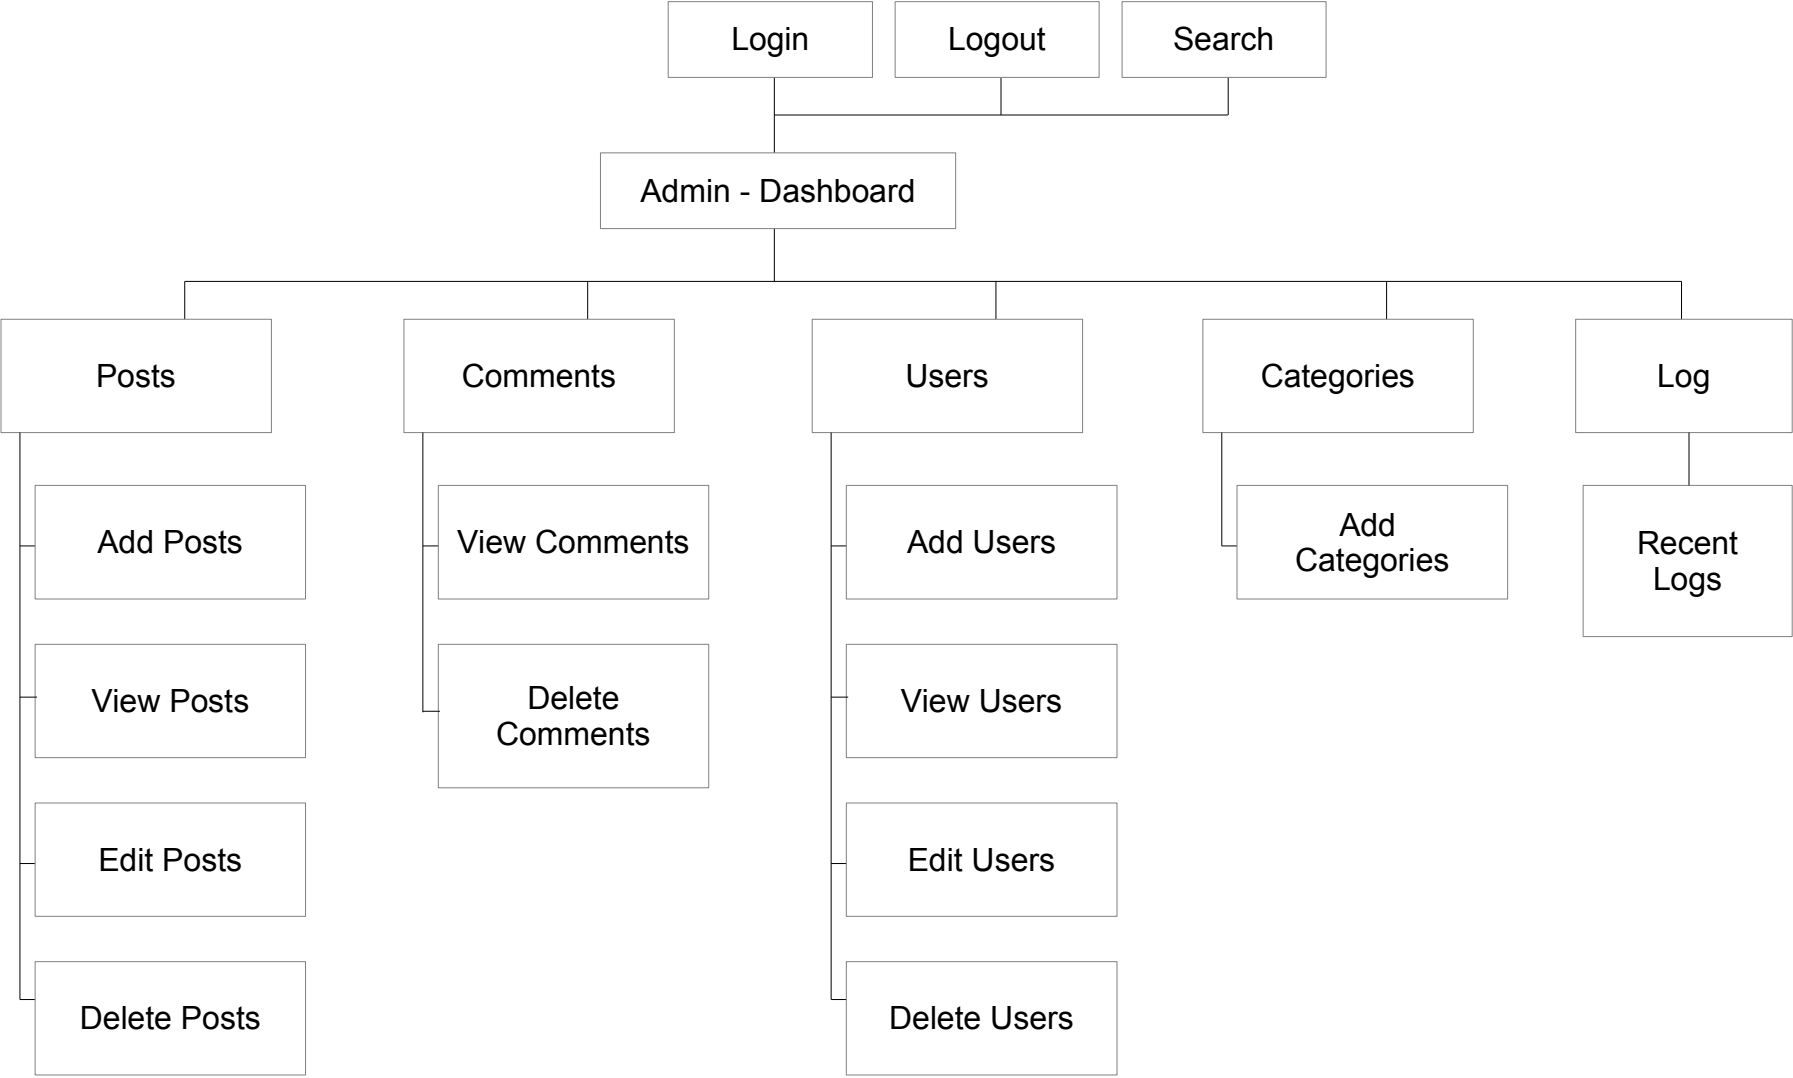 Login
Logout
Search
Admin - Dashboard
Posts
Comments
Users
Categories
Log
Add Posts
View Comments
Add Users
Add
Categories
Recent
Logs
View Posts
Delete
Comments
View Users
Edit Posts
Edit Users
Delete Posts
Delete Users